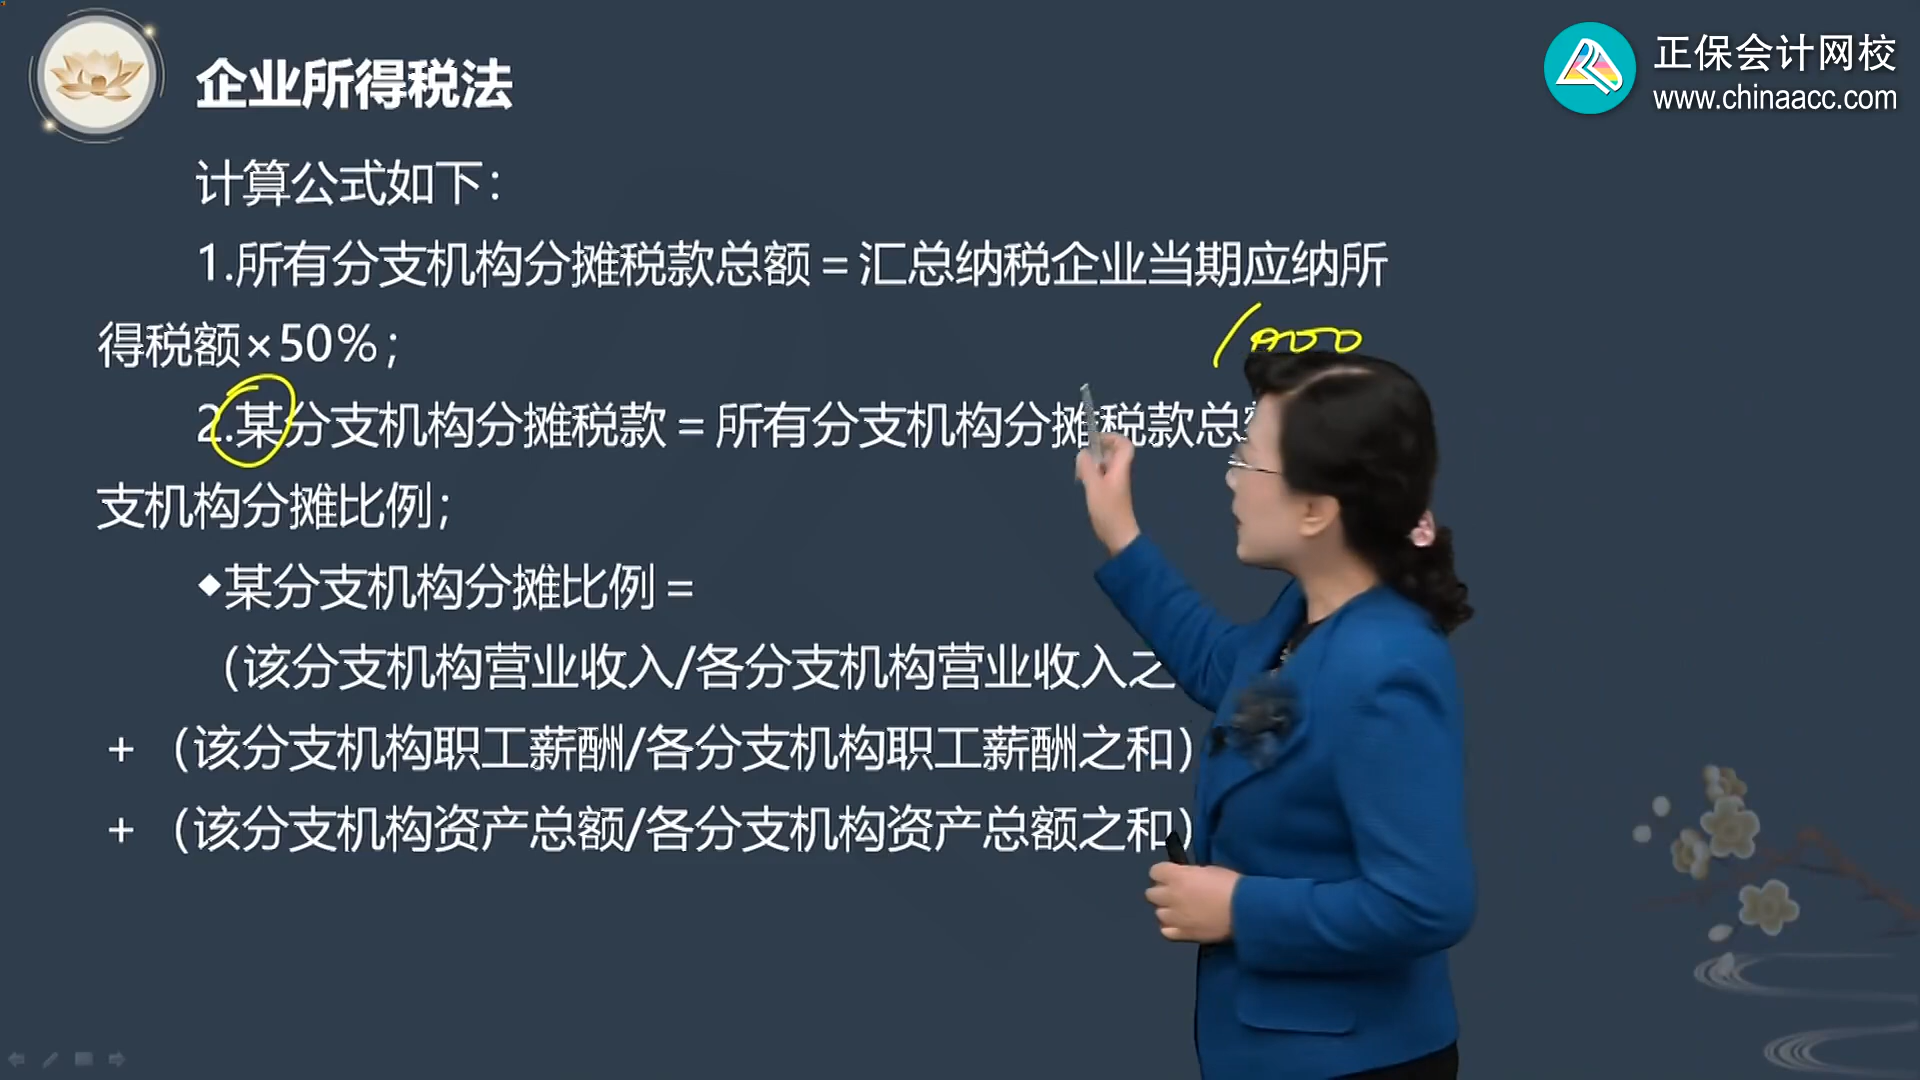 企业所得税法
正保会计网校
www.chinaacc.com
计算公式如下：
1.所有分支机构分摊税款总额＝汇总纳税企业当期应纳所
得税额×50%；
2.某分支机构分摊税款＝所有分支机构分摊税款总
支机构分摊比例；
◆某分支机构分摊比例＝
（该分支机构营业收入/各分支机构营业收入之
＋（该分支机构职工薪酬/各分支机构职工薪酬之和）
＋（该分支机构资产总额/各分支机构资产总额之和）